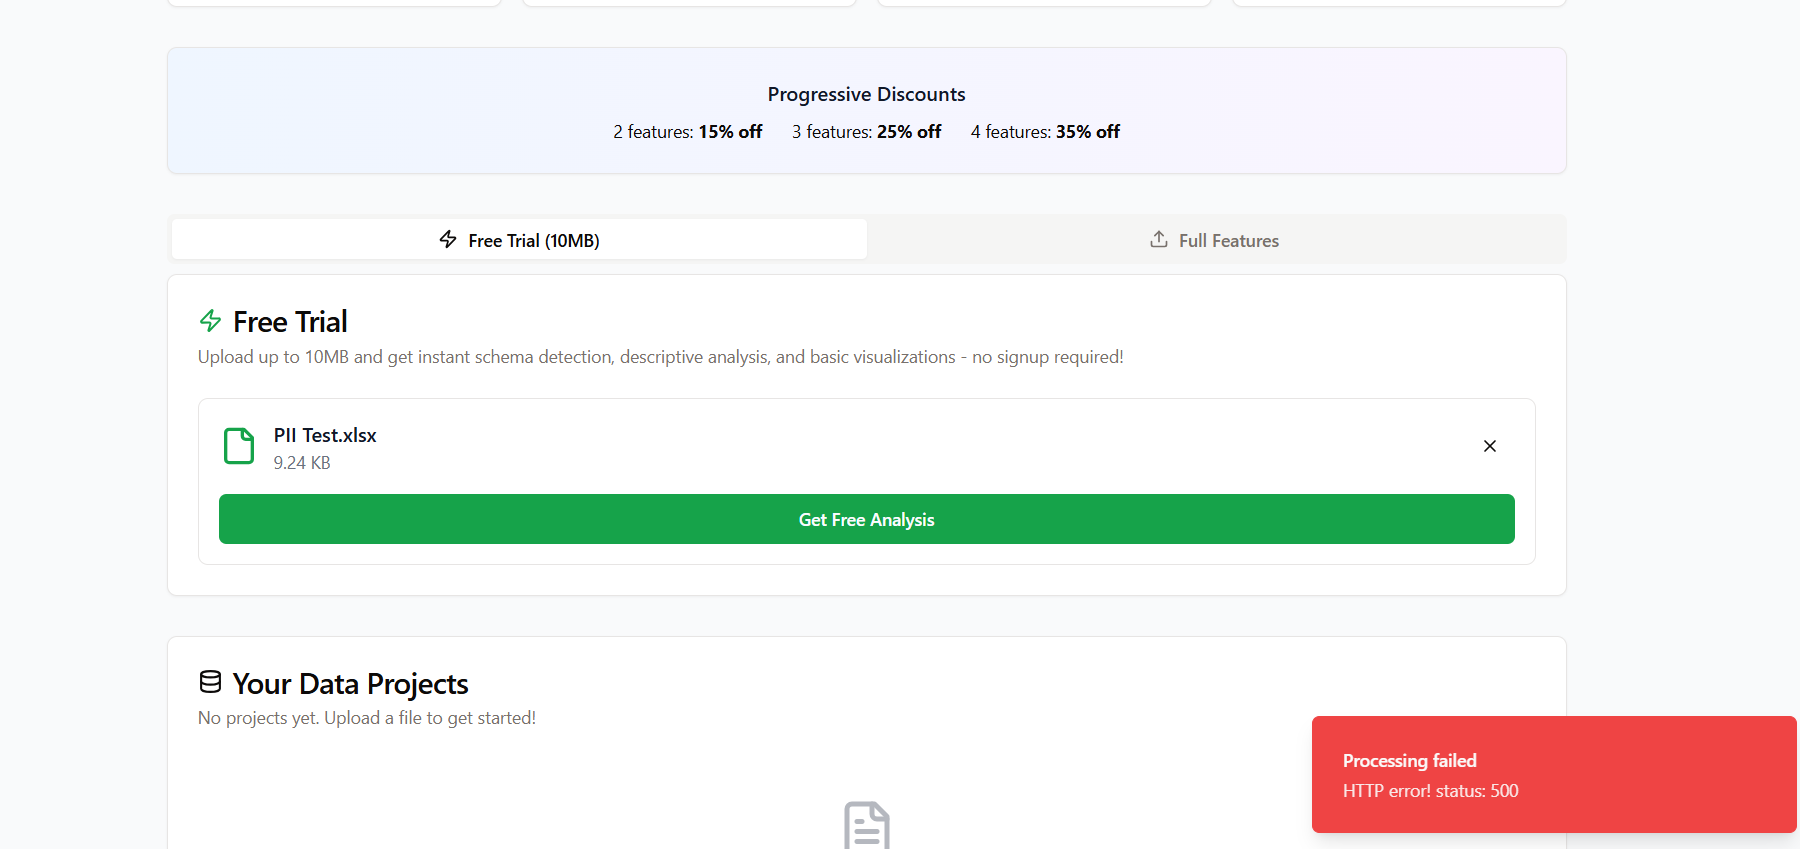 Progressive Discounts
2 features: 15% off 3 features: 25% off 4 features: 35% off
Free Trial (10MB)
Full Features
Free Trial
Upload up to 10MB and get instant schema detection, descriptive analysis, and basic visualizations - no signup required!
PII Test.xlsx
9.24 KB
Get Free Analysis
Your Data Projects
No projects yet. Upload a file to get started!
Processing failed
HTTP error! status: 500